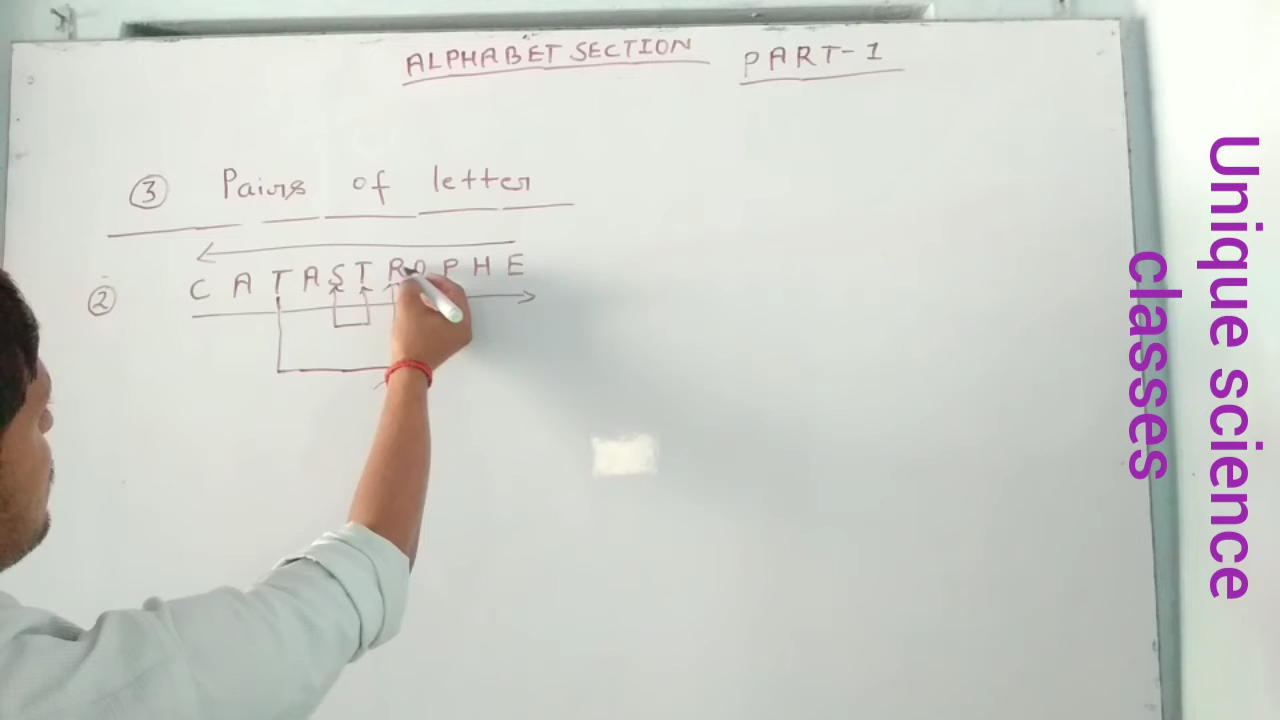 ALPHABET SECTION PART-1
③ Pairs of letter
② CATASTROPHE
Unique science
classes